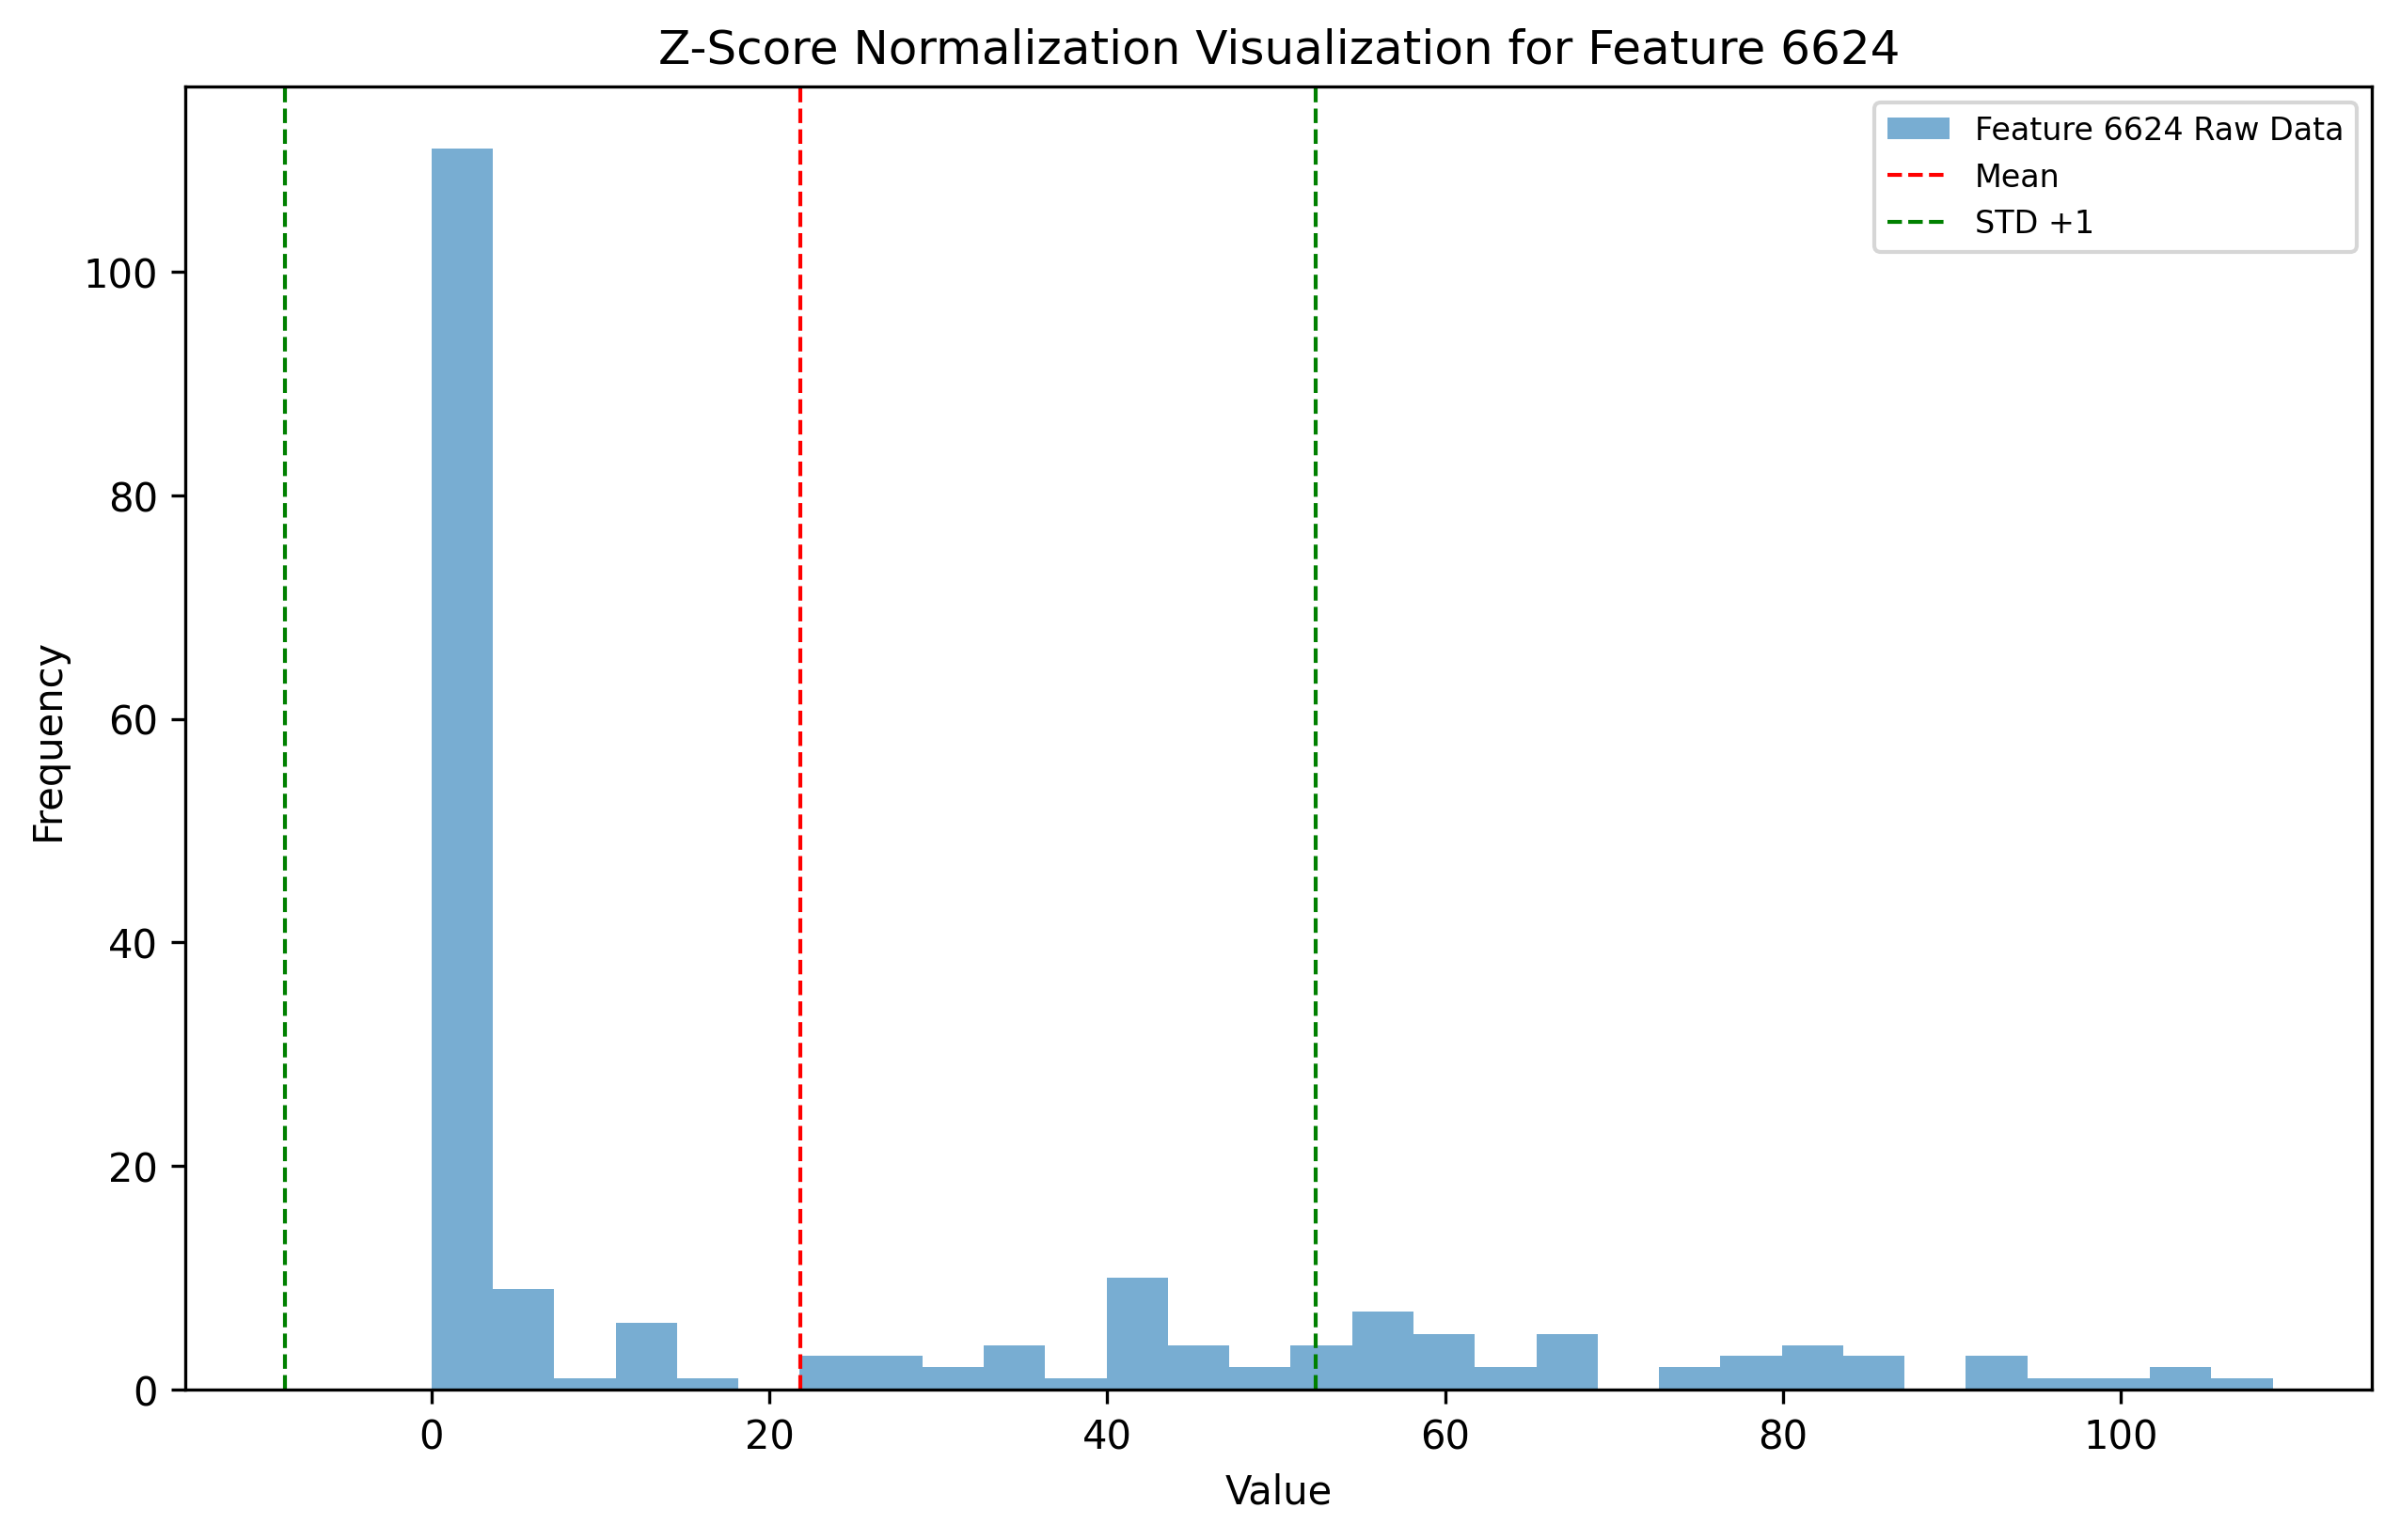 Z-Score Normalization Visualization for Feature 6624
Feature 6624 Raw Data
Mean
STD +1
100
80
60
40
20
0
Frequency
0 20 40 60 80 100
Value